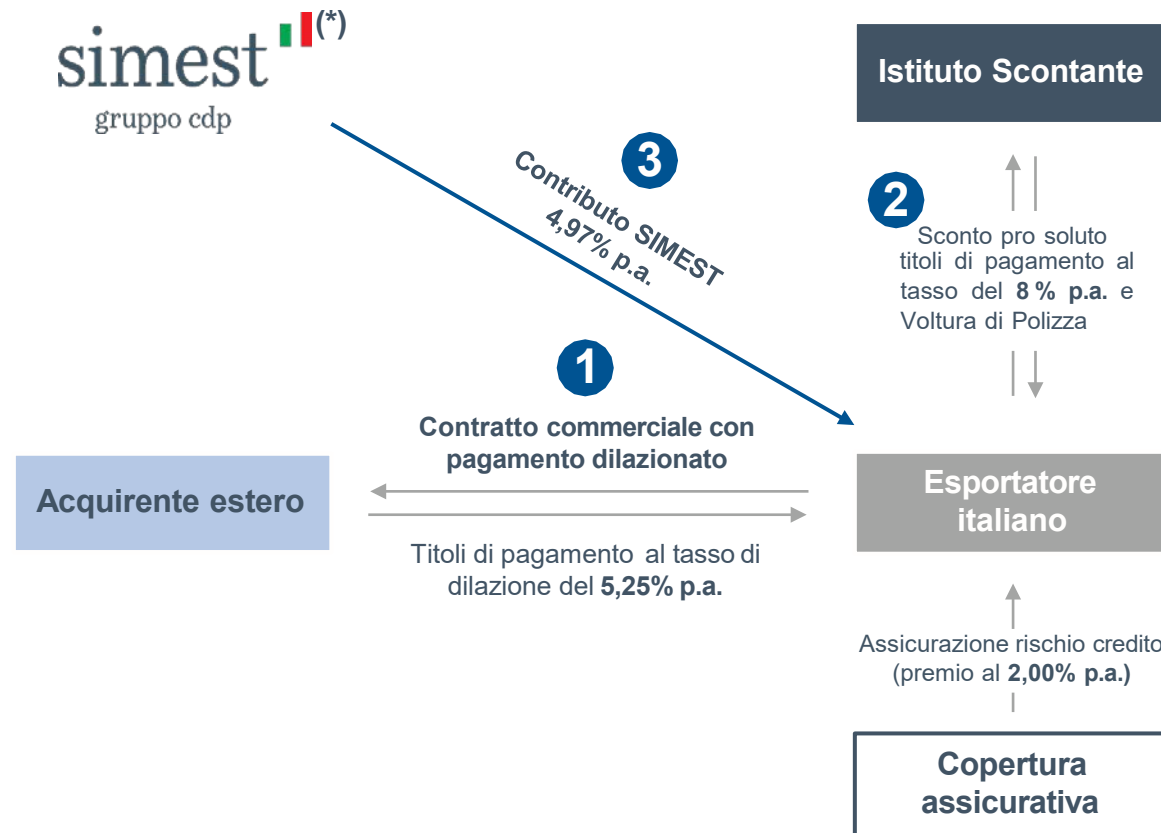 simest (*)
gruppo cdp
Istituto Scontante
3
Contributo SIMEST
4,97% p.a.
2
Sconto pro soluto
titoli di pagamento al
tasso del 8 % p.a. e
Voltura di Polizza
1
Contratto commerciale con
pagamento dilazionato
Acquirente estero
Esportatore
italiano
Titoli di pagamento al tasso di
dilazione del 5,25% p.a.
Assicurazione rischio credito
(premio al 2,00% p.a.)
Copertura
assicurativa